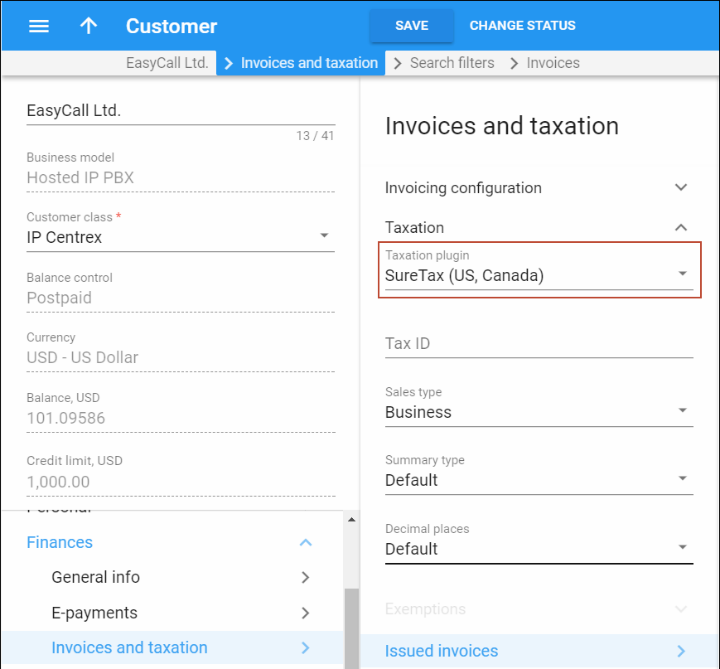 Customer
SAVE
CHANGE STATUS
EasyCall Ltd.
Invoices and taxation
Search filters
Invoices
EasyCall Ltd.
13 / 41
Business model
Hosted IP PBX
Customer class *
IP Centrex
Balance control
Postpaid
Currency
USD - US Dollar
Balance, USD
101.09586
Credit limit, USD
1,000.00
Personal
Finances
General info
E-payments
Invoices and taxation
Invoices and taxation
Invoicing configuration
Taxation
Taxation plugin
SureTax (US, Canada)
Tax ID
Sales type
Business
Summary type
Default
Decimal places
Default
Exemptions
Issued invoices